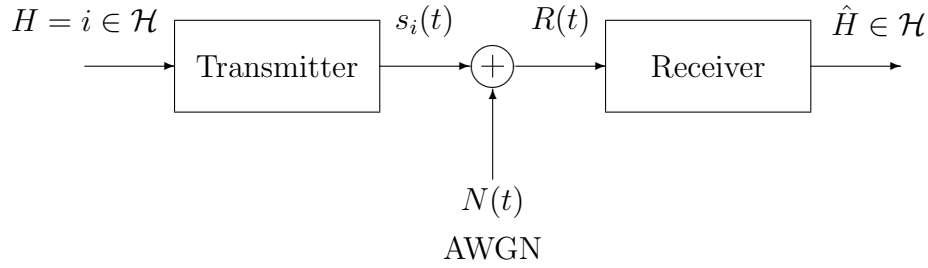 H = i ∈ ℋ
Transmitter
s_i(t)
+
R(t)
Receiver
Ĥ ∈ ℋ
N(t)
AWGN